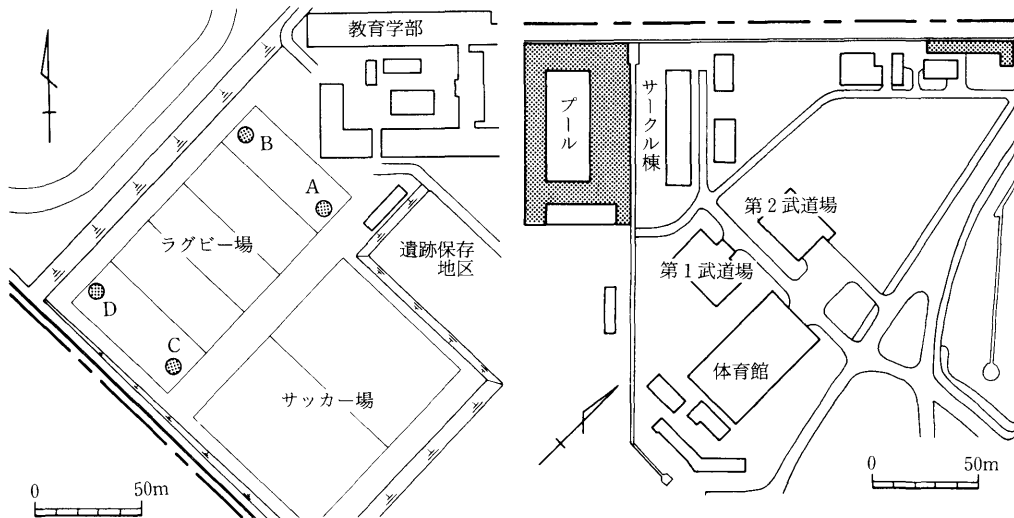 教育学部
B
A
ラグビー場
遺跡保存
地区
D
C
サッカー場
0 50m
プール
サークル棟
第2武道場
第1武道場
体育館
0 50m